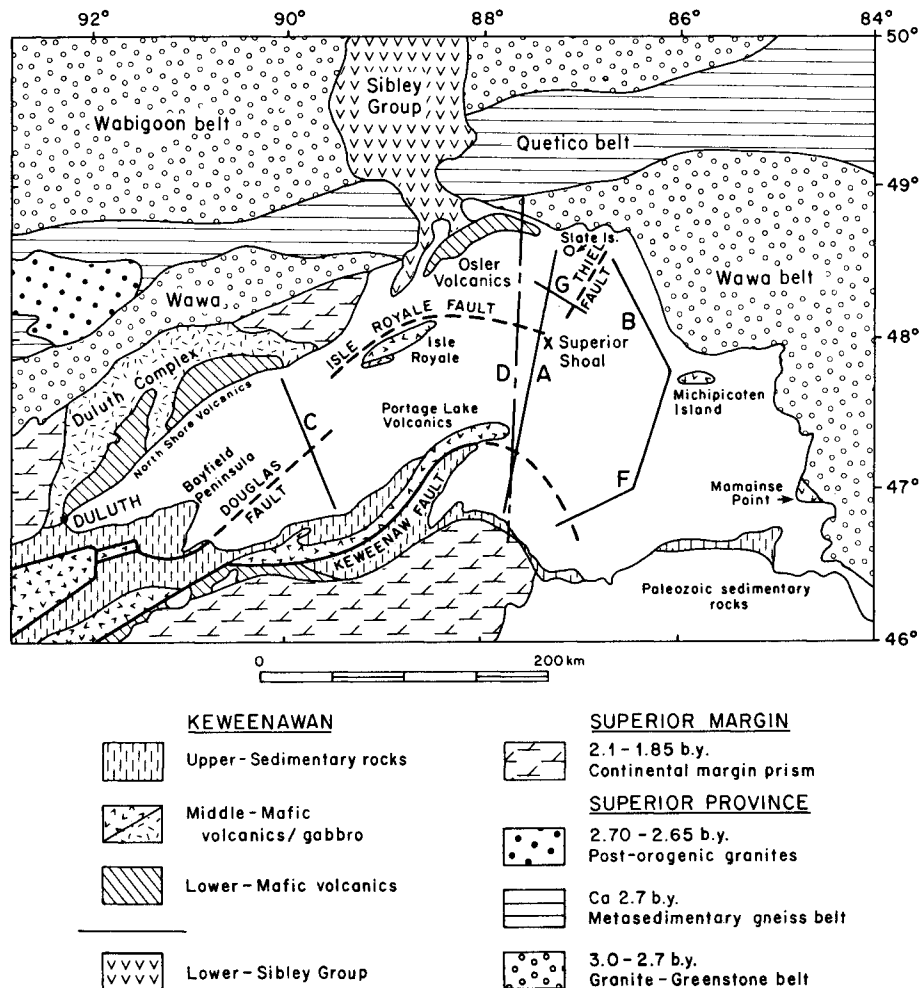 92°
90°
88°
86°
84°
50°
Sibley
Group
Wabigoon belt
Quetico belt
49°
Slate Is.
Osler
Volcanics
THIEL
FAULT
G
Wawa belt
Wawa
ISLE ROYALE FAULT
Isle
Royale
B
48°
X Superior
Shoal
D
A
Duluth Complex
North Shore Volcanics
Michipicoten
Island
C
Portage Lake
Volcanics
Bayfield
Peninsula
DOUGLAS
FAULT
F
Mamainse
Point
47°
DULUTH
KEWEENAW FAULT
Paleozoic sedimentary
rocks
46°
0
200 km
KEWEENAWAN
Upper-Sedimentary rocks
Middle-Mafic
volcanics/gabbro
Lower-Mafic volcanics
Lower-Sibley Group
SUPERIOR MARGIN
2.1-1.85 b.y.
Continental margin prism
SUPERIOR PROVINCE
2.70-2.65 b.y.
Post-orogenic granites
Ca 2.7 b.y.
Metasedimentary gneiss belt
3.0-2.7 b.y.
Granite-Greenstone belt